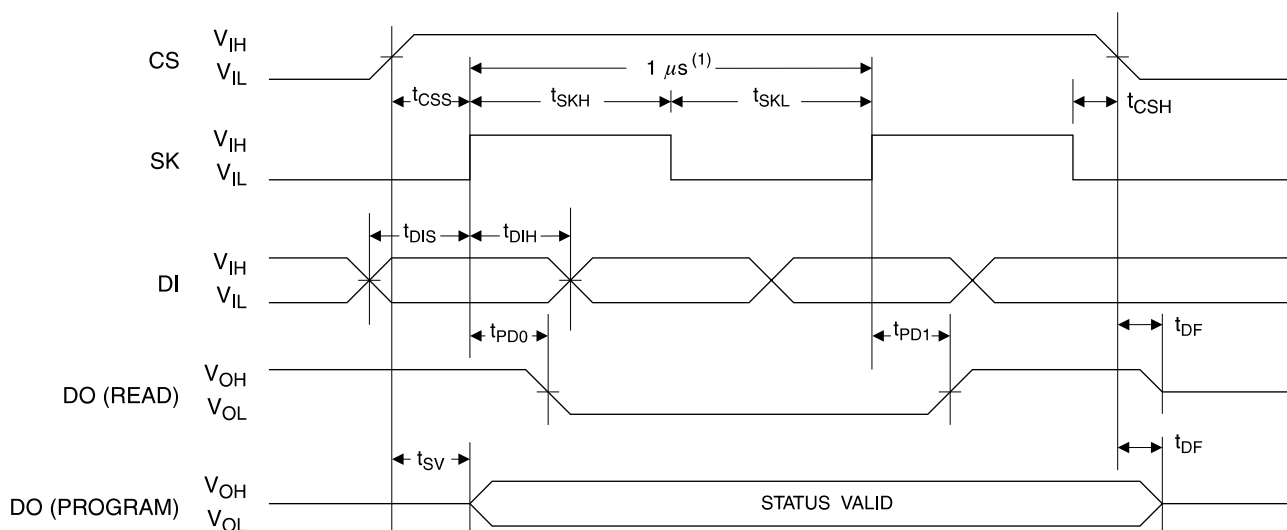 CS
V_IH
V_IL
1 µs(1)
t_CSS
t_SKH
t_SKL
t_CSH
SK
V_IH
V_IL
t_DIS
t_DIH
DI
V_IH
V_IL
t_PD0
t_PD1
t_DF
DO (READ)
V_OH
V_OL
t_SV
t_DF
DO (PROGRAM)
V_OH
V_OL
STATUS VALID